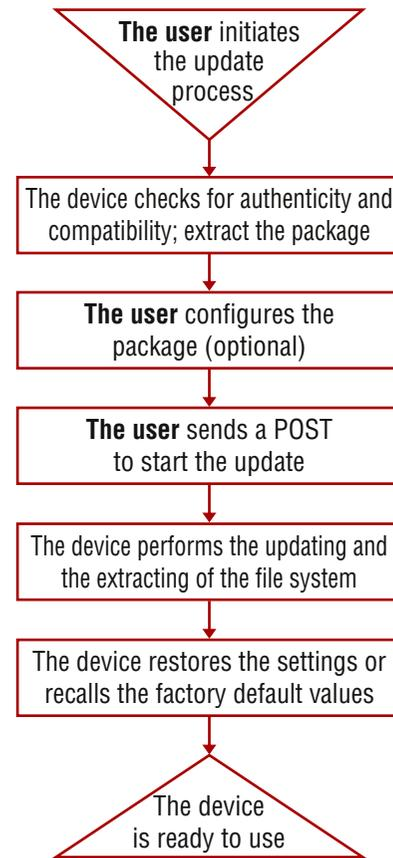 The user initiates
the update
process
The device checks for authenticity and
compatibility; extract the package
The user configures the
package (optional)
The user sends a POST
to start the update
The device performs the updating and
the extracting of the file system
The device restores the settings or
recalls the factory default values
The device
is ready to use